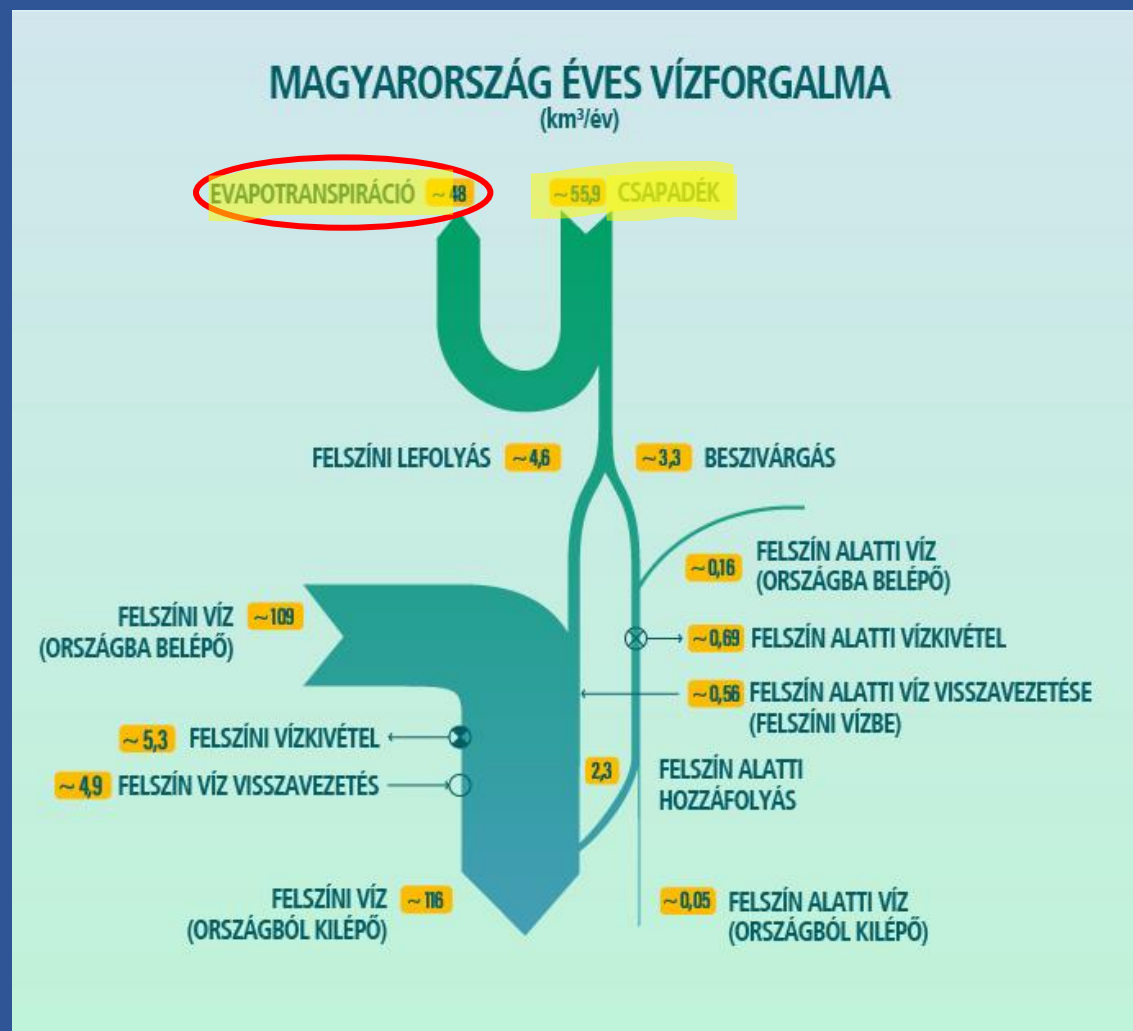 MAGYARORSZÁG ÉVES VÍZFORGALMA
(km³/év)
EVAPOTRANSPIRÁCIÓ ~48
~55,9 CSAPADÉK
FELSZÍNI LEFOLYÁS ~4,6
~3,3 BESZIVÁRGÁS
~0,16 FELSZÍN ALATTI VÍZ
(ORSZÁGBA BELÉPŐ)
FELSZÍNI VÍZ ~109
(ORSZÁGBA BELÉPŐ)
~0,69 FELSZÍN ALATTI VÍZKIVÉTEL
~0,56 FELSZÍN ALATTI VÍZ VISSZAVEZETÉSE
(FELSZÍNI VÍZBE)
~5,3 FELSZÍNI VÍZKIVÉTEL
~4,9 FELSZÍN VÍZ VISSZAVEZETÉS
2,3 FELSZÍN ALATTI
HOZZÁFOLYÁS
FELSZÍNI VÍZ ~116
(ORSZÁGBÓL KILÉPŐ)
~0,05 FELSZÍN ALATTI VÍZ
(ORSZÁGBÓL KILÉPŐ)